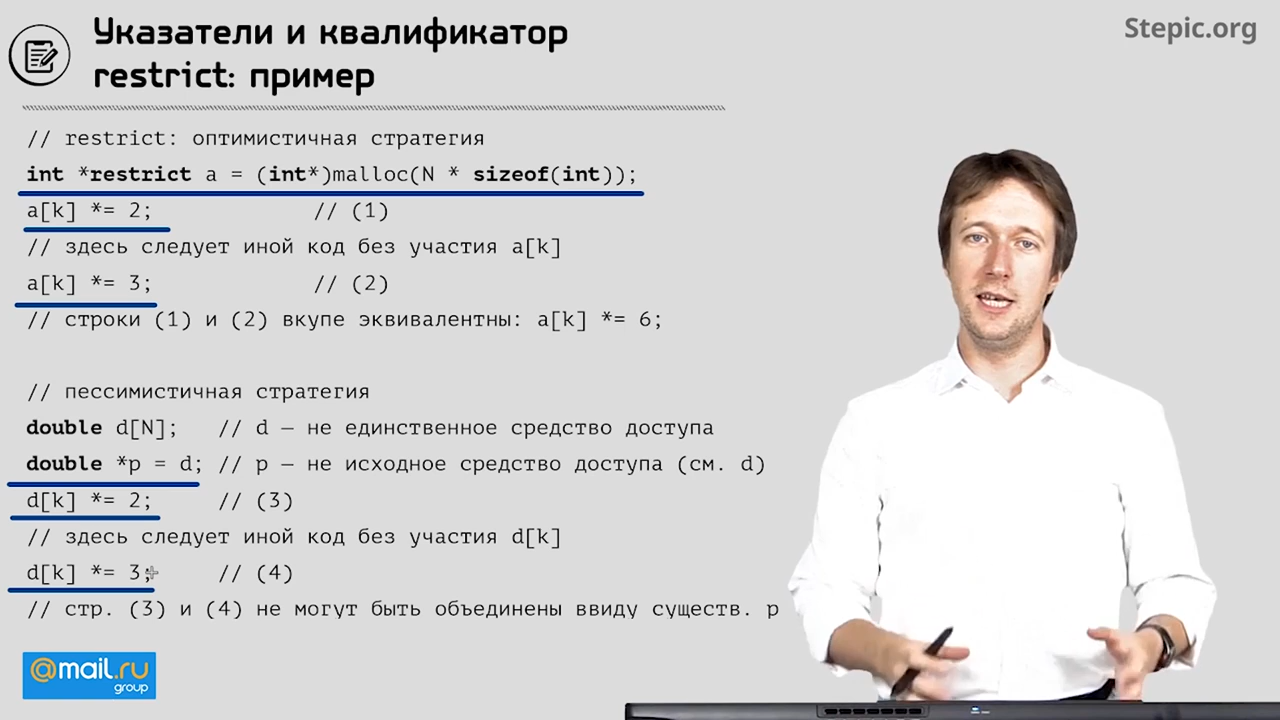 Указатели и квалификатор
restrict: пример
Stepic.org
// restrict: оптимистичная стратегия
int *restrict a = (int*)malloc(N * sizeof(int));
a[k] *= 2; // (1)
// здесь следует иной код без участия a[k]
a[k] *= 3; // (2)
// строки (1) и (2) вкупе эквивалентны: a[k] *= 6;
// пессимистичная стратегия
double d[N]; // d — не единственное средство доступа
double *p = d; // p — не исходное средство доступа (см. d)
d[k] *= 2; // (3)
// здесь следует иной код без участия d[k]
d[k] *= 3; // (4)
// стр. (3) и (4) не могут быть объединены ввиду существ. p
@mail.ru
group